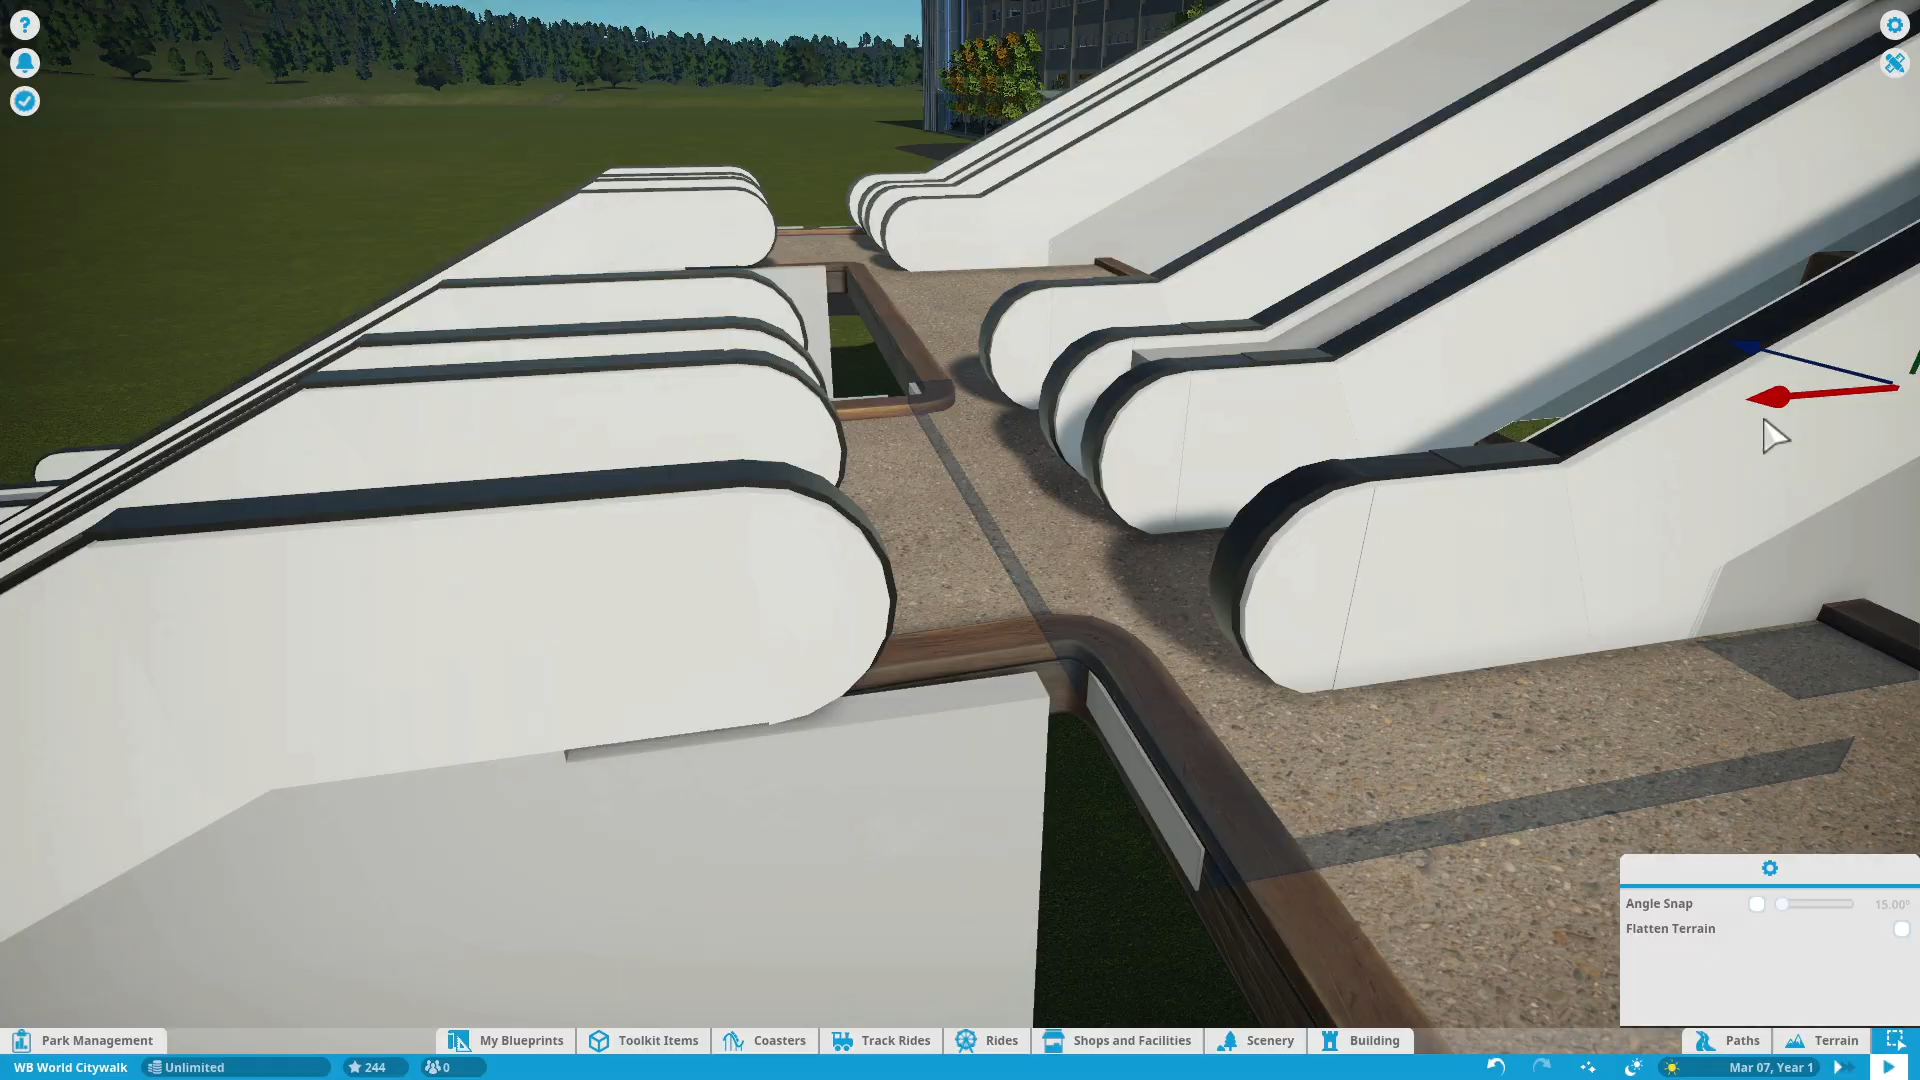 ?
Angle Snap 15.00°
Flatten Terrain
Park Management
My Blueprints
Toolkit Items
Coasters
Track Rides
Rides
Shops and Facilities
Scenery
Building
Paths
Terrain
WB World Citywalk
Unlimited
244
0
Mar 07, Year 1